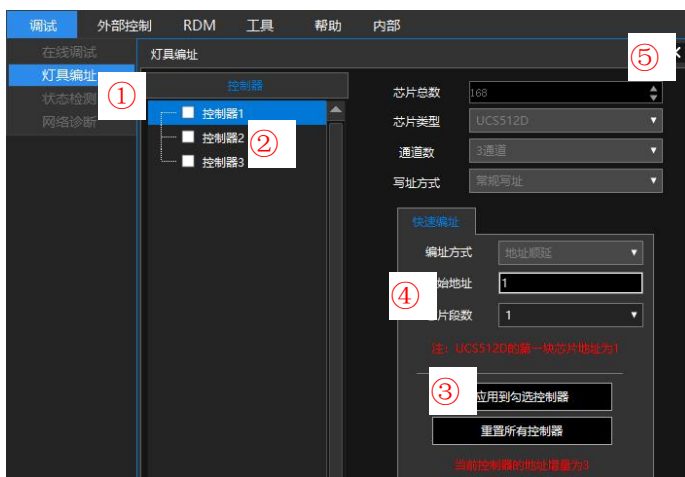 调试 外部控制 RDM 工具 帮助 内部
在线调试
灯具编址
状态检测
网络诊断
灯具编址
⑤
①
控制器
控制器1
控制器2
控制器3
②
芯片总数 168
芯片类型 UCS512D
通道数 3通道
写址方式 常规写址
快速编址
编址方式 地址顺延
始地址 1
④
片段数 1
注：UCS512D的第一块芯片地址为1
③
应用到勾选控制器
重置所有控制器
当前控制器的地址增量为3